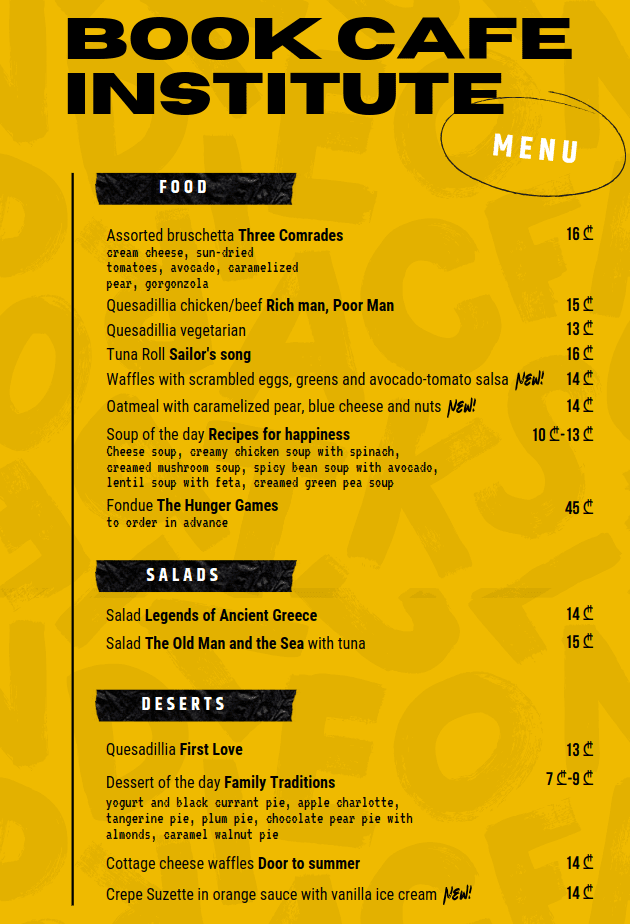 BOOK CAFE
INSTITUTE
MENU
FOOD
Assorted bruschetta Three Comrades 16 ₾
cream cheese, sun-dried
tomatoes, avocado, caramelized
pear, gorgonzola
Quesadillia chicken/beef Rich man, Poor Man 15 ₾
Quesadillia vegetarian 13 ₾
Tuna Roll Sailor's song 16 ₾
Waffles with scrambled eggs, greens and avocado-tomato salsa NEW! 14 ₾
Oatmeal with caramelized pear, blue cheese and nuts NEW! 14 ₾
Soup of the day Recipes for happiness 10 ₾-13 ₾
Cheese soup, creamy chicken soup with spinach,
creamed mushroom soup, spicy bean soup with avocado,
lentil soup with feta, creamed green pea soup
Fondue The Hunger Games 45 ₾
to order in advance
SALADS
Salad Legends of Ancient Greece 14 ₾
Salad The Old Man and the Sea with tuna 15 ₾
DESERTS
Quesadillia First Love 13 ₾
Dessert of the day Family Traditions 7 ₾-9 ₾
yogurt and black currant pie, apple charlotte,
tangerine pie, plum pie, chocolate pear pie with
almonds, caramel walnut pie
Cottage cheese waffles Door to summer 14 ₾
Crepe Suzette in orange sauce with vanilla ice cream NEW! 14 ₾